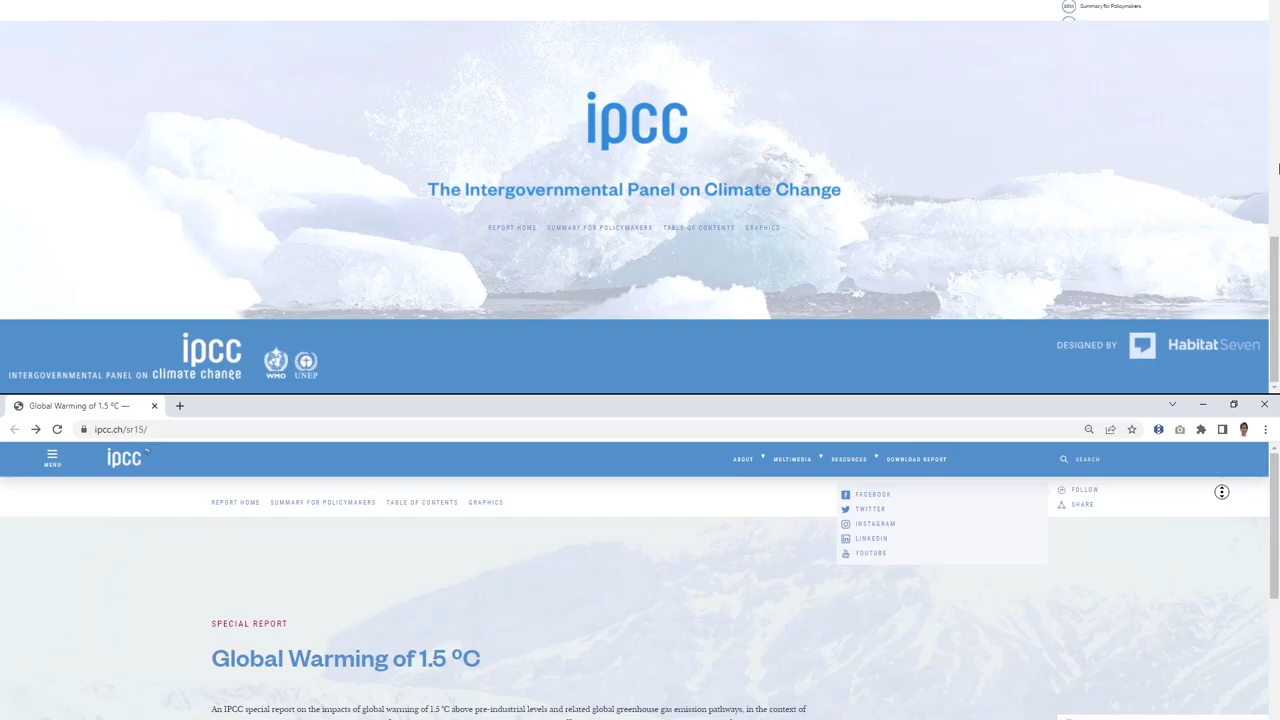 SPM Summary for Policymakers
ipcc
The Intergovernmental Panel on Climate Change
REPORT HOME SUMMARY FOR POLICYMAKERS TABLE OF CONTENTS GRAPHICS
ipcc
INTERGOVERNMENTAL PANEL ON climate change
WMO UNEP
DESIGNED BY HabitatSeven
Global Warming of 1.5 ºC —
ipcc.ch/sr15/
MENU
ipcc
ABOUT MULTIMEDIA RESOURCES DOWNLOAD REPORT
SEARCH
REPORT HOME SUMMARY FOR POLICYMAKERS TABLE OF CONTENTS GRAPHICS
FACEBOOK
TWITTER
INSTAGRAM
LINKEDIN
YOUTUBE
FOLLOW
SHARE
SPECIAL REPORT
Global Warming of 1.5 ºC
An IPCC special report on the impacts of global warming of 1.5 °C above pre-industrial levels and related global greenhouse gas emission pathways, in the context of